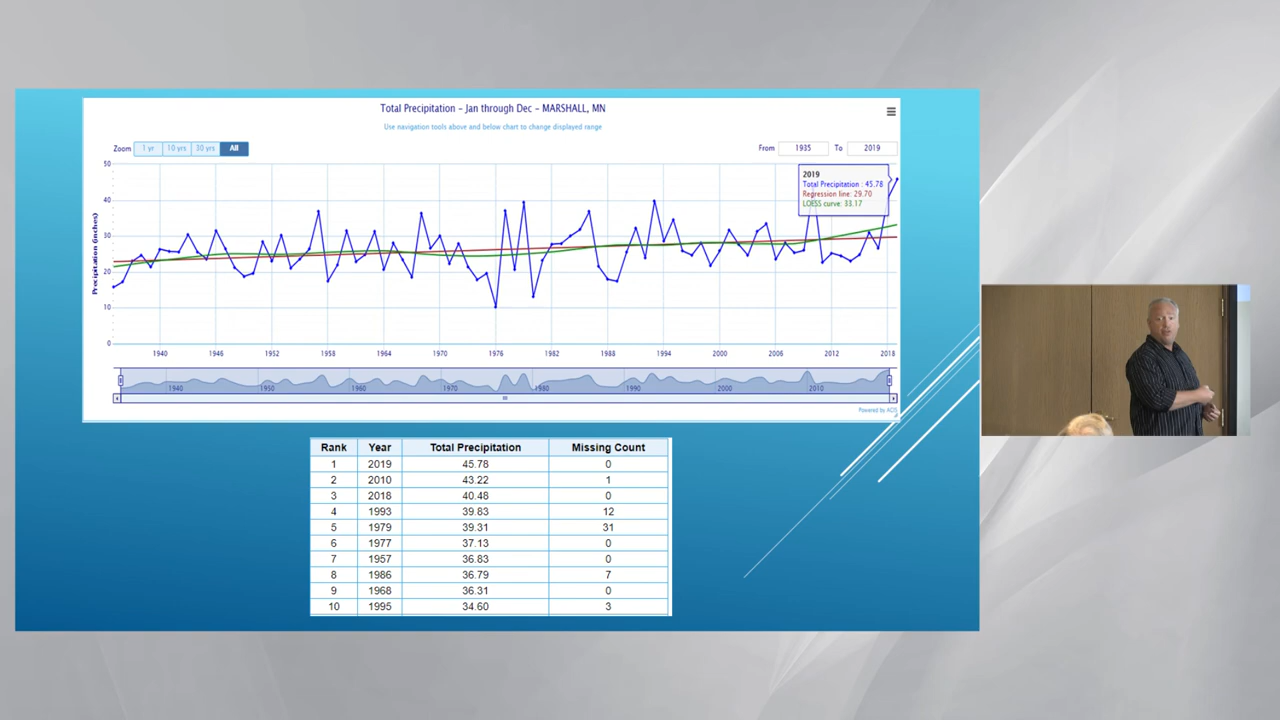 Total Precipitation - Jan through Dec - MARSHALL, MN
Use navigation tools above and below chart to change displayed range
Zoom 1 yr 10 yrs 30 yrs All From 1935 To 2019
50
40
30
20
10
0
Precipitation (inches)
2019
Total Precipitation : 45.78
Regression line: 29.70
LOESS curve: 33.17
1940 1946 1952 1958 1964 1970 1976 1982 1988 1994 2000 2006 2012 2018
1940 1950 1960 1970 1980 1990 2000 2010
Powered by ACIS
Rank Year Total Precipitation Missing Count
1 2019 45.78 0
2 2010 43.22 1
3 2018 40.48 0
4 1993 39.83 12
5 1979 39.31 31
6 1977 37.13 0
7 1957 36.83 0
8 1986 36.79 7
9 1968 36.31 0
10 1995 34.60 3